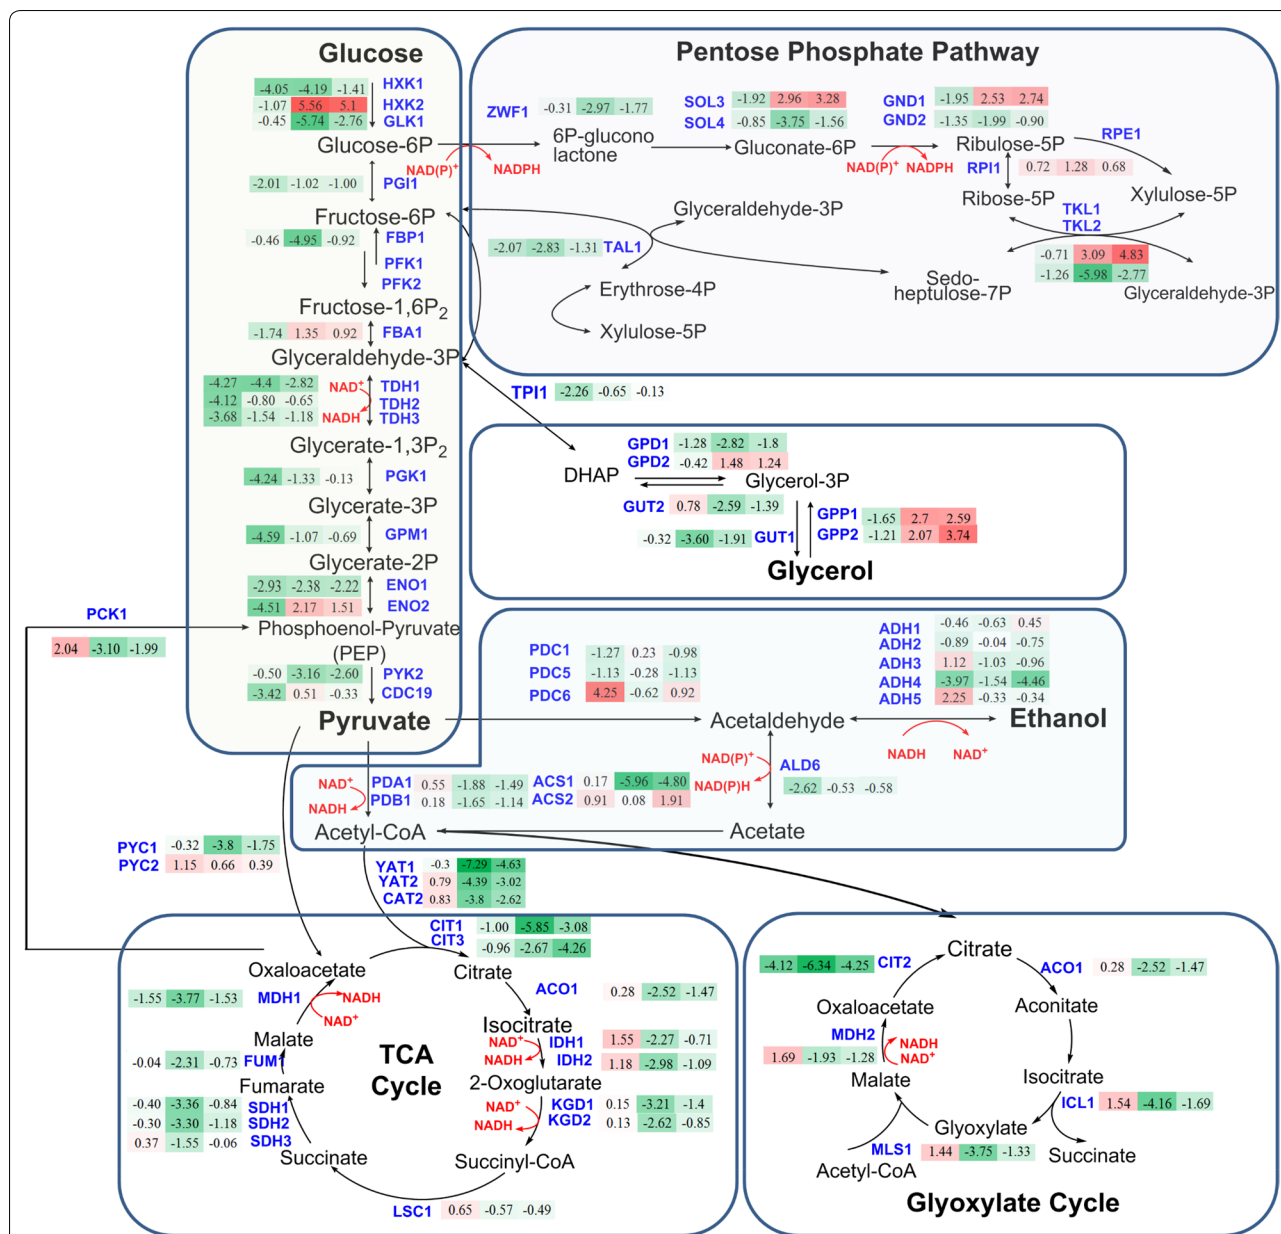 Glucose
-4.05 -4.19 -1.41 HXK1
-1.07 5.56 5.1 HXK2
-0.45 -5.74 -2.76 GLK1
Glucose-6P
NAD(P)+ NADPH
-2.01 -1.02 -1.00 PGI1
Fructose-6P
-0.46 -4.95 -0.92 FBP1
PFK1
PFK2
Fructose-1,6P2
-1.74 1.35 0.92 FBA1
Glyceraldehyde-3P
-4.27 -4.4 -2.82 NAD+ TDH1
-4.12 -0.80 -0.65 TDH2
-3.68 -1.54 -1.18 NADH TDH3
Glycerate-1,3P2
-4.24 -1.33 -0.13 PGK1
Glycerate-3P
-4.59 -1.07 -0.69 GPM1
Glycerate-2P
-2.93 -2.38 -2.22 ENO1
-4.51 2.17 1.51 ENO2
Phosphoenol-Pyruvate
(PEP)
-0.50 -3.16 -2.60 PYK2
-3.42 0.51 -0.33 CDC19
Pyruvate
PCK1
2.04 -3.10 -1.99
Pentose Phosphate Pathway
ZWF1 -0.31 -2.97 -1.77
6P-glucono
lactone
SOL3 -1.92 2.96 3.28
SOL4 -0.85 -3.75 -1.56
Gluconate-6P
NAD(P)+ NADPH
GND1 -1.95 2.53 2.74
GND2 -1.35 -1.99 -0.90
Ribulose-5P
RPE1
RPI1 0.72 1.28 0.68
Ribose-5P
Xylulose-5P
TKL1
TKL2
-0.71 3.09 4.83
-1.26 -5.98 -2.77
Glyceraldehyde-3P
Glyceraldehyde-3P
-2.07 -2.83 -1.31 TAL1
Sedo-
heptulose-7P
Erythrose-4P
Xylulose-5P
TPI1 -2.26 -0.65 -0.13
GPD1 -1.28 -2.82 -1.8
GPD2 -0.42 1.48 1.24
DHAP
Glycerol-3P
GUT2 0.78 -2.59 -1.39
-0.32 -3.60 -1.91 GUT1
GPP1 -1.65 2.7 2.59
GPP2 -1.21 2.07 3.74
Glycerol
PDC1 -1.27 0.23 -0.98
PDC5 -1.13 -0.28 -1.13
PDC6 4.25 -0.62 0.92
ADH1 -0.46 -0.63 0.45
ADH2 -0.89 -0.04 -0.75
ADH3 1.12 -1.03 -0.96
ADH4 -3.97 -1.54 -4.46
ADH5 2.25 -0.33 -0.34
Acetaldehyde
Ethanol
NADH NAD+
NAD(P)+
NAD(P)H
ALD6
-2.62 -0.53 -0.58
NAD+
NADH
PDA1 0.55 -1.88 -1.49
PDB1 0.18 -1.65 -1.14
ACS1 0.17 -5.96 -4.80
ACS2 0.91 0.08 1.91
Acetyl-CoA
Acetate
PYC1 -0.32 -3.8 -1.75
PYC2 1.15 0.66 0.39
YAT1 -0.3 -7.29 -4.63
YAT2 0.79 -4.39 -3.02
CAT2 0.83 -3.8 -2.62
CIT1 -1.00 -5.85 -3.08
CIT3 -0.96 -2.67 -4.26
Oxaloacetate
Citrate
-1.55 -3.77 -1.53 MDH1
NADH
NAD+
ACO1 0.28 -2.52 -1.47
Isocitrate
Malate
NAD+
NADH
IDH1 1.55 -2.27 -0.71
IDH2 1.18 -2.98 -1.09
TCA
Cycle
-0.04 -2.31 -0.73 FUM1
Fumarate
2-Oxoglutarate
-0.40 -3.36 -0.84 SDH1
-0.30 -3.30 -1.18 SDH2
0.37 -1.55 -0.06 SDH3
NAD+
NADH
KGD1 0.15 -3.21 -1.4
KGD2 0.13 -2.62 -0.85
Succinate
Succinyl-CoA
LSC1 0.65 -0.57 -0.49
-4.12 -6.34 -4.25 CIT2
Citrate
ACO1 0.28 -2.52 -1.47
Oxaloacetate
Aconitate
MDH2
1.69 -1.93 -1.28
NADH
NAD+
Malate
Isocitrate
ICL1 1.54 -4.16 -1.69
Glyoxylate
MLS1 1.44 -3.75 -1.33
Succinate
Acetyl-CoA
Glyoxylate Cycle